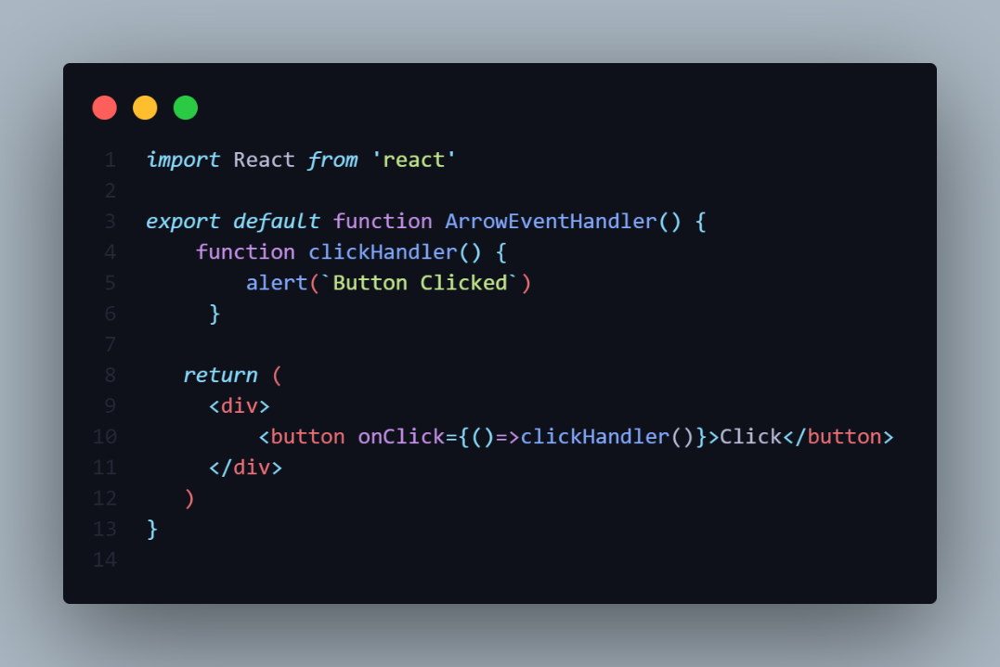 1 import React from 'react'
2
3 export default function ArrowEventHandler() {
4     function clickHandler() {
5         alert(`Button Clicked`)
6      }
7
8    return (
9      <div>
10         <button onClick={()=>clickHandler()}>Click</button>
11     </div>
12   )
13 }
14